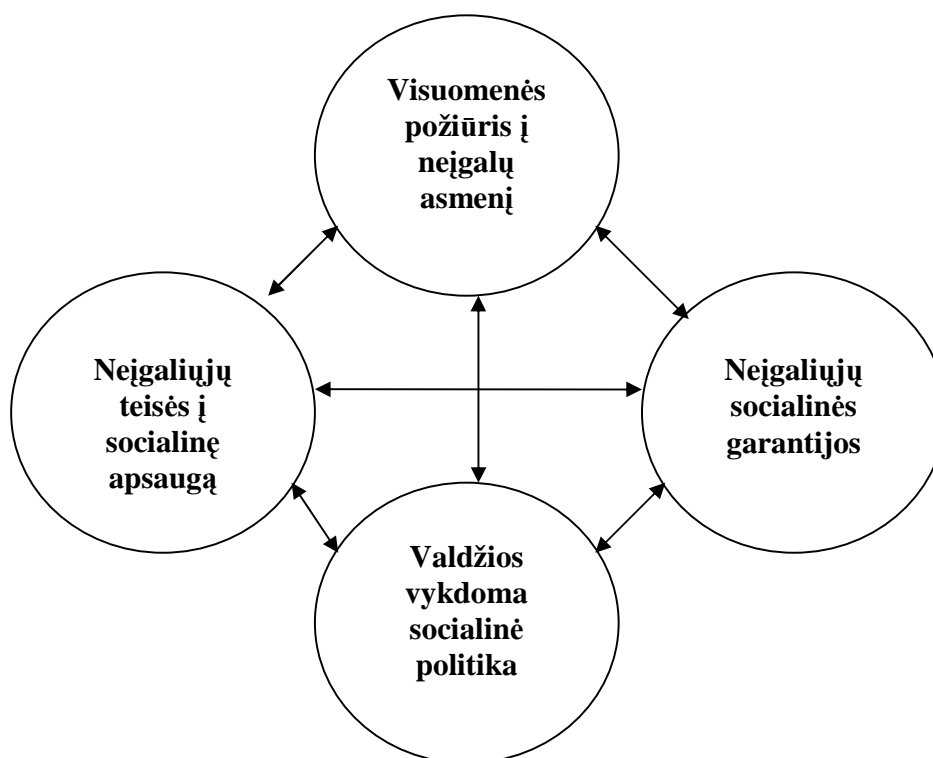 Visuomenės
požiūris į
neįgalų
asmenį
Neįgaliųjų
teisės į
socialinę
apsaugą
Neįgaliųjų
socialinės
garantijos
Valdžios
vykdoma
socialinė
politika